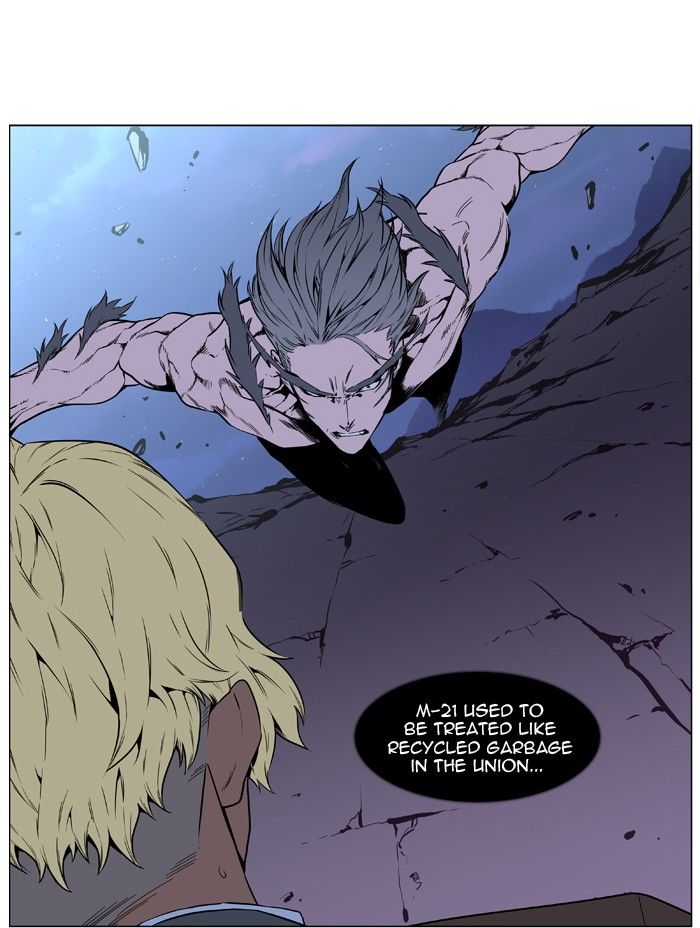 M-21 USED TO
BE TREATED LIKE
RECYCLED GARBAGE
IN THE UNION...